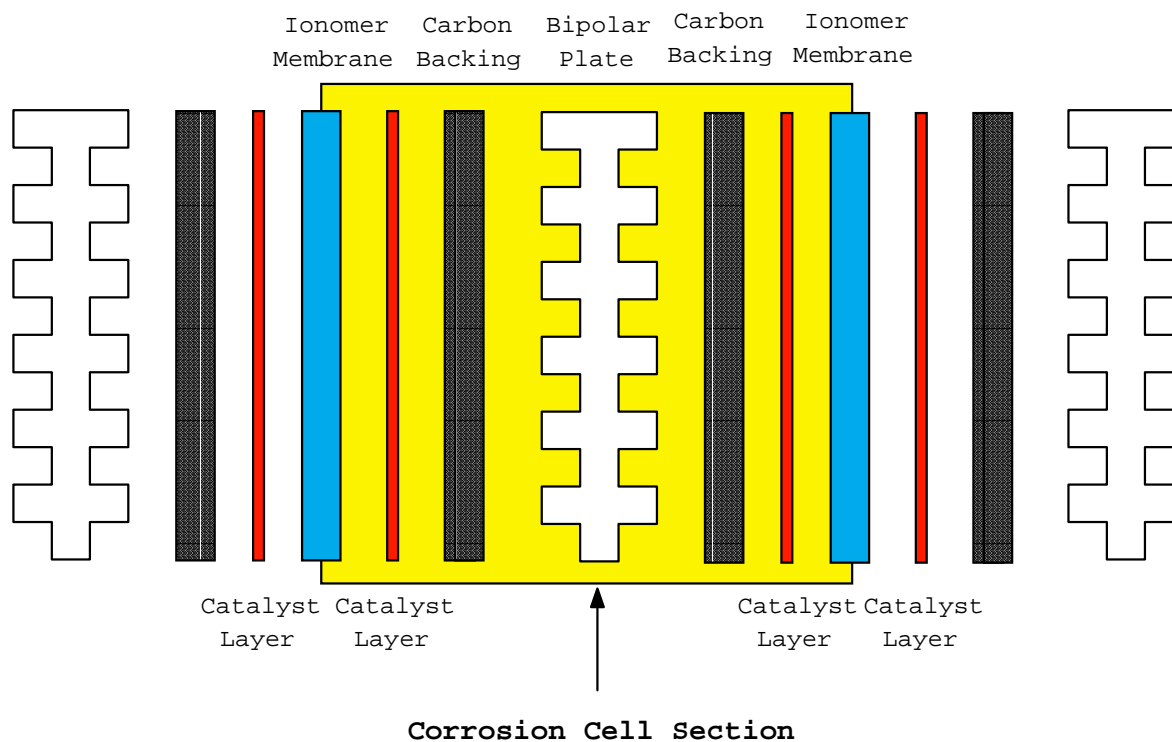 Ionomer Membrane
Carbon Backing
Bipolar Plate
Carbon Backing
Ionomer Membrane
Catalyst Layer
Catalyst Layer
Catalyst Layer
Catalyst Layer
Corrosion Cell Section